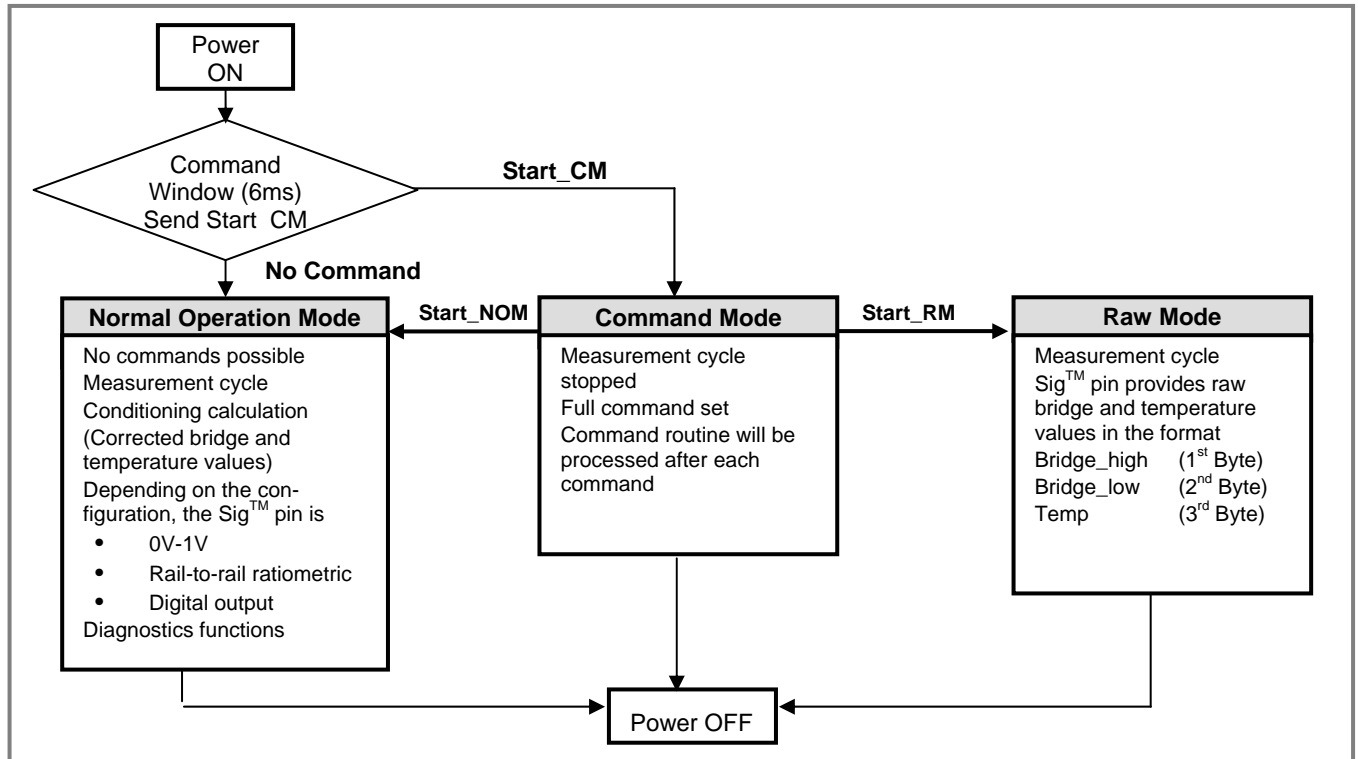 Power
ON
Command
Window (6ms)
Send Start CM
Start_CM
No Command
Normal Operation Mode
No commands possible
Measurement cycle
Conditioning calculation
(Corrected bridge and
temperature values)
Depending on the con-
figuration, the Sig™ pin is
• 0V-1V
• Rail-to-rail ratiometric
• Digital output
Diagnostics functions
Start_NOM
Command Mode
Measurement cycle
stopped
Full command set
Command routine will be
processed after each
command
Start_RM
Raw Mode
Measurement cycle
Sig™ pin provides raw
bridge and temperature
values in the format
Bridge_high (1st Byte)
Bridge_low (2nd Byte)
Temp (3rd Byte)
Power OFF